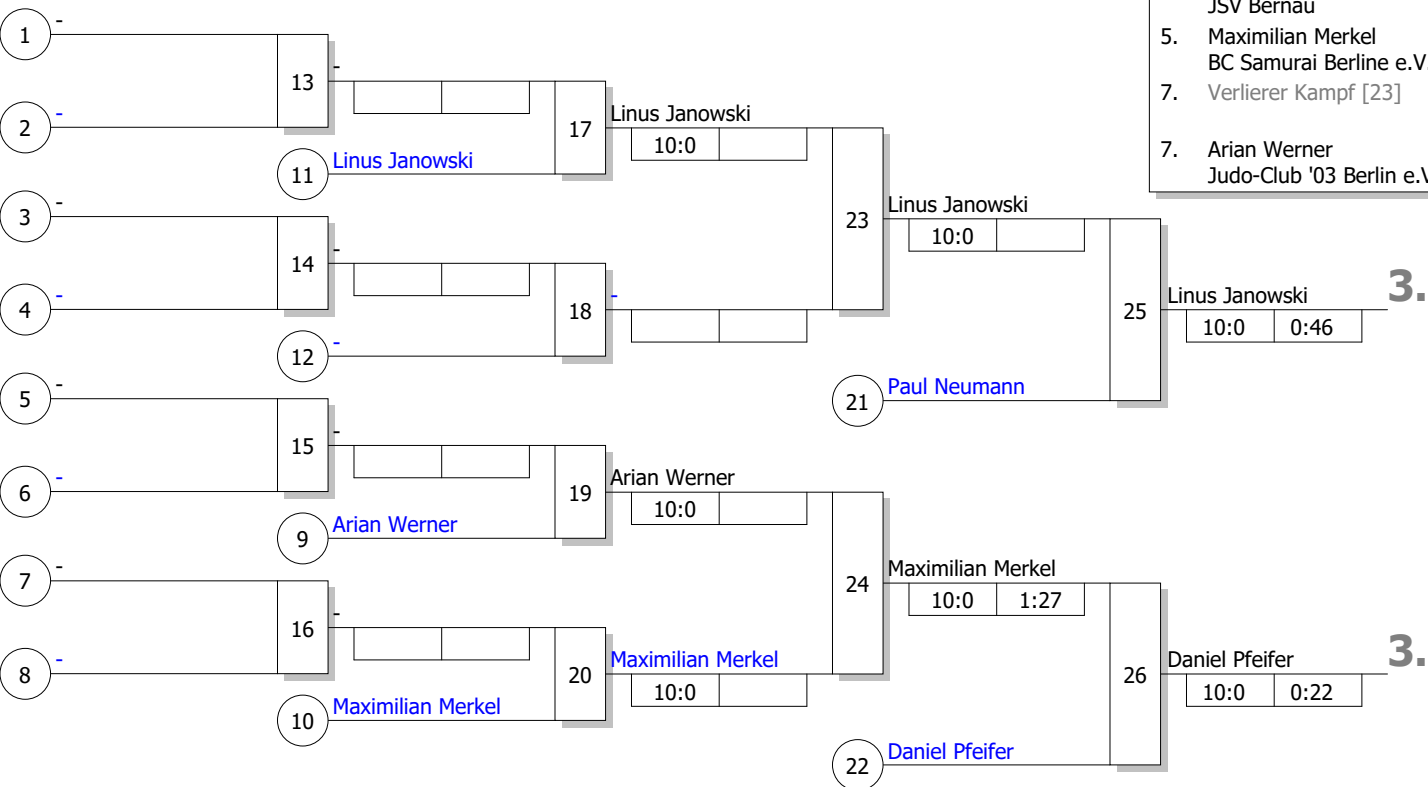 JSV Bernau
5. Maximilian Merkel
BC Samurai Berline e.V
7. Verlierer Kampf [23]
7. Arian Werner
Judo-Club '03 Berlin e.V
1 -
13 -
2 -
17 Linus Janowski
10:0
11 Linus Janowski
3 -
23 Linus Janowski
10:0
14 -
4 -
18 -
12 -
25 Linus Janowski 3.
10:0 0:46
5 -
21 Paul Neumann
15 -
6 -
19 Arian Werner
10:0
9 Arian Werner
7 -
24 Maximilian Merkel
10:0 1:27
16 -
8 -
20 Maximilian Merkel
10:0
10 Maximilian Merkel
26 Daniel Pfeifer 3.
10:0 0:22
22 Daniel Pfeifer